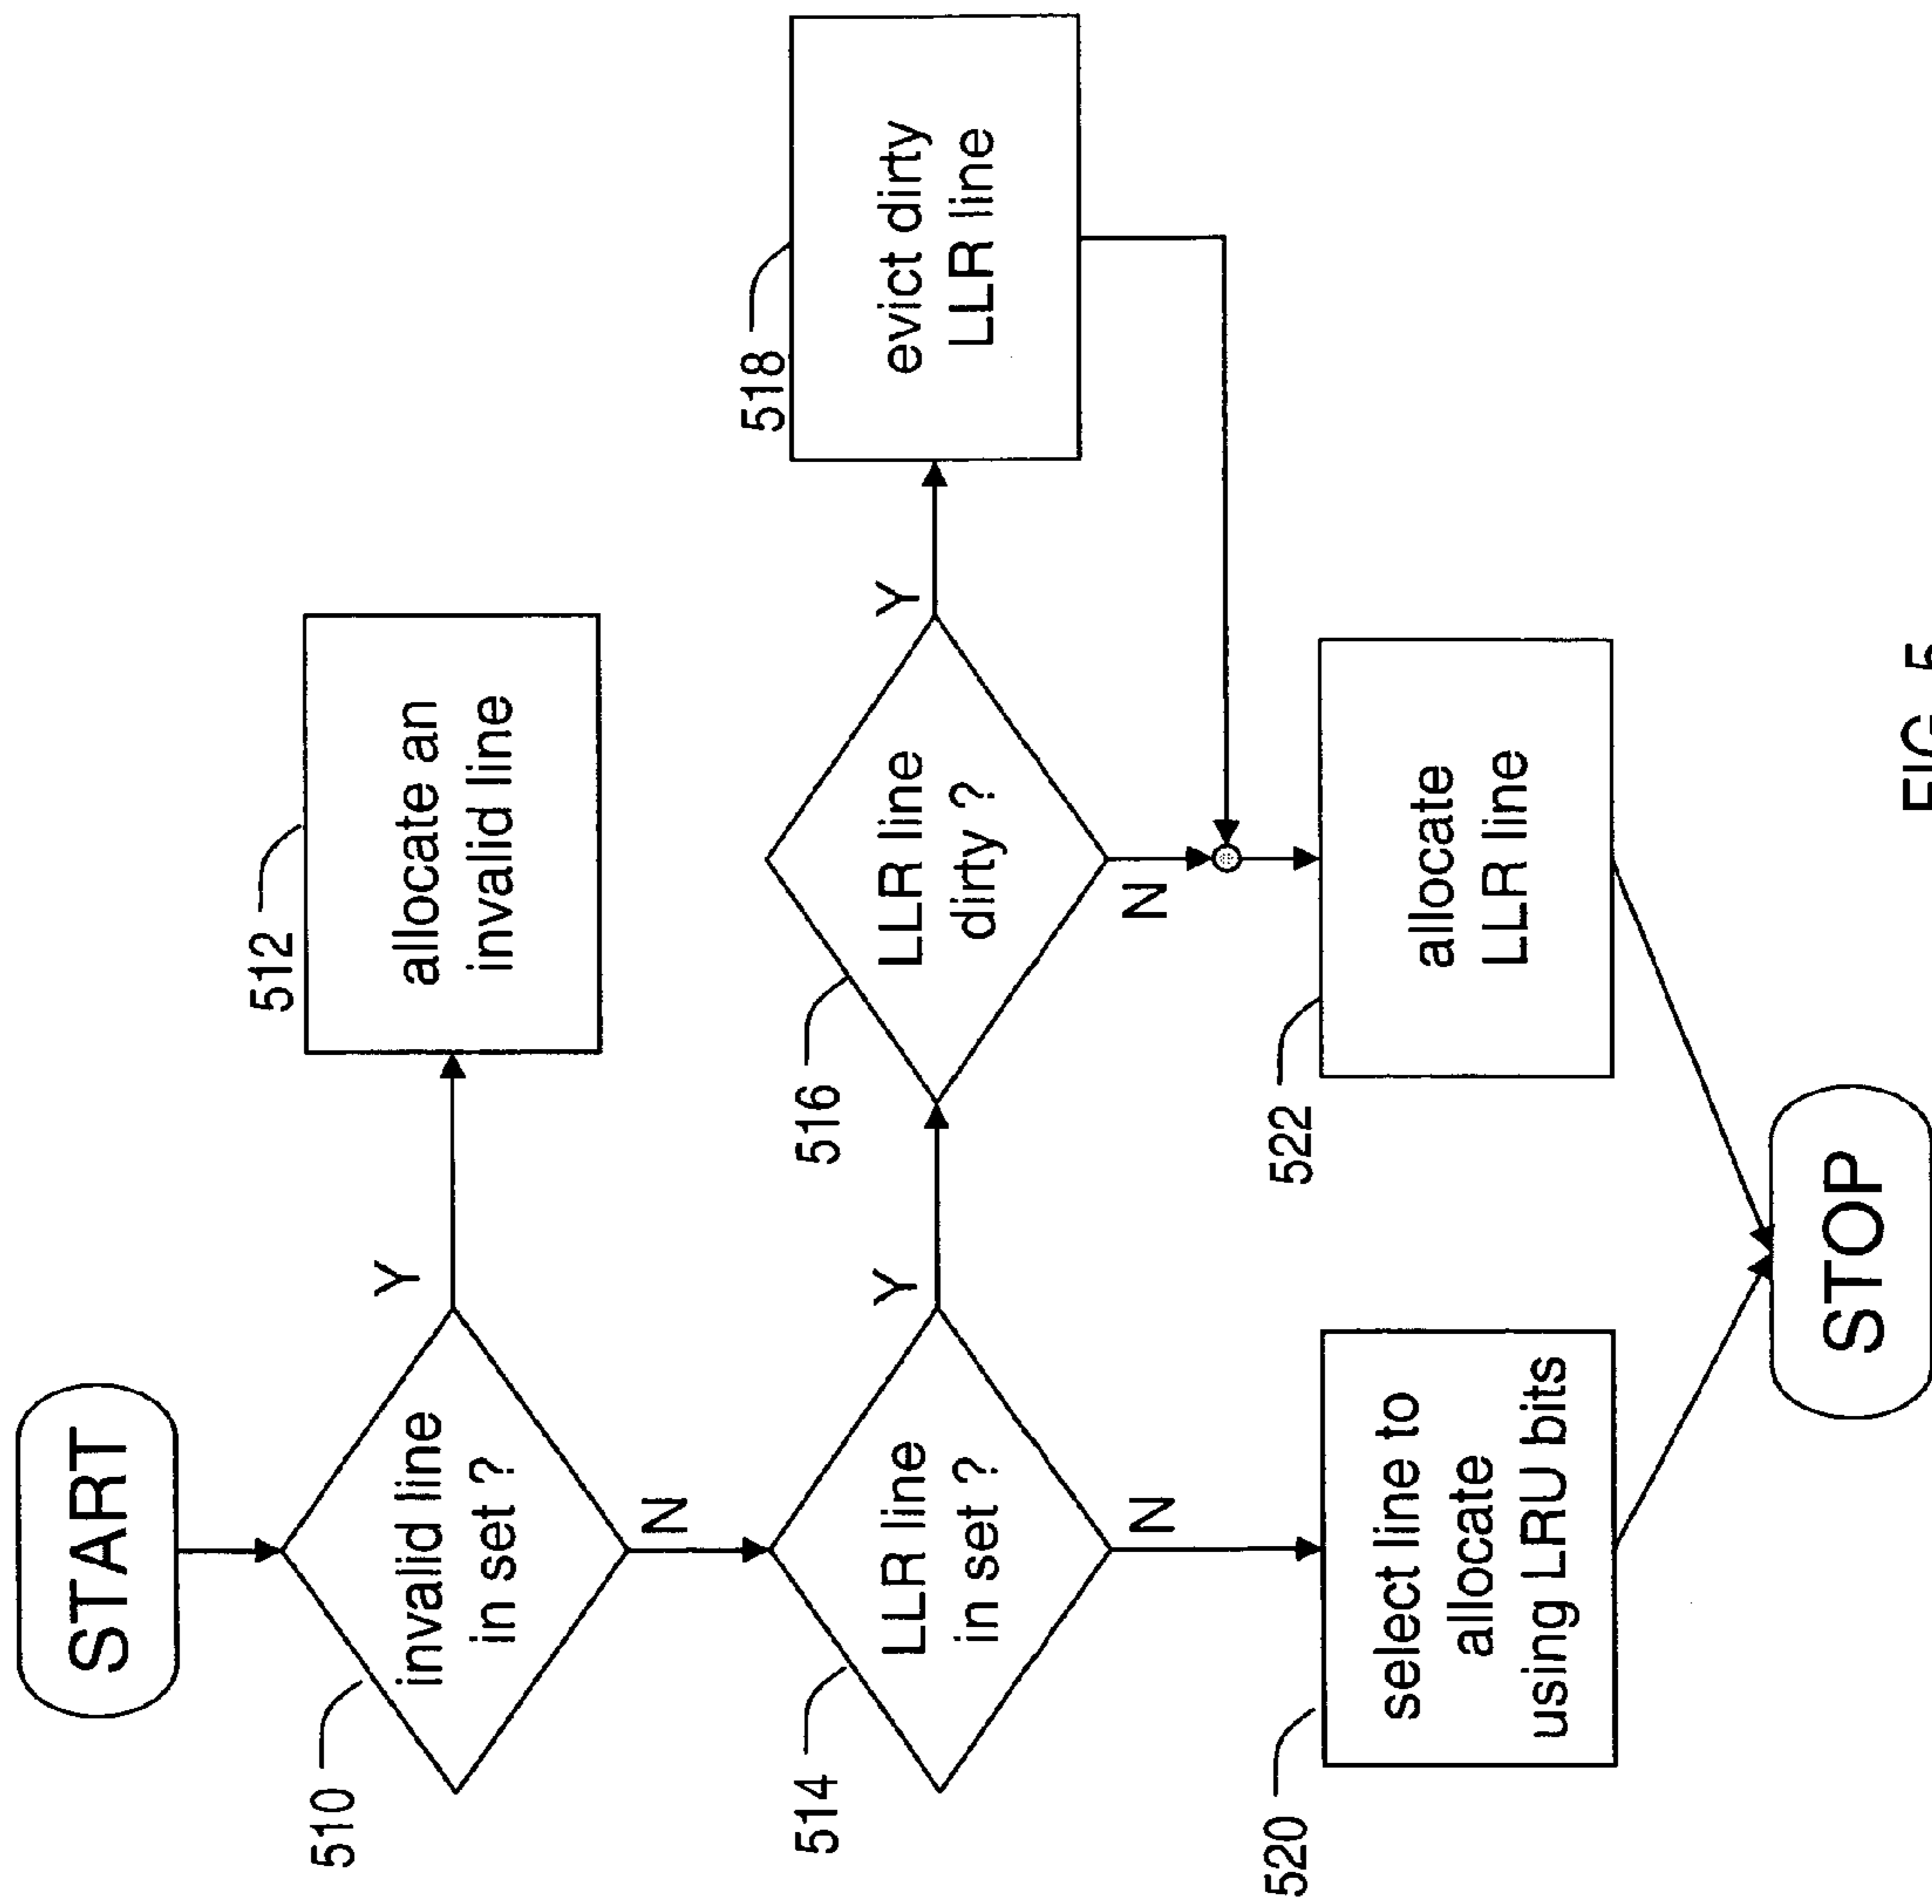 START
510
invalid line
in set ?
Y
512
allocate an
invalid line
N
514
LLR line
in set ?
Y
516
LLR line
dirty ?
Y
518
evict dirty
LLR line
N
N
520
select line to
allocate
using LRU bits
522
allocate
LLR line
STOP
FIG. 5